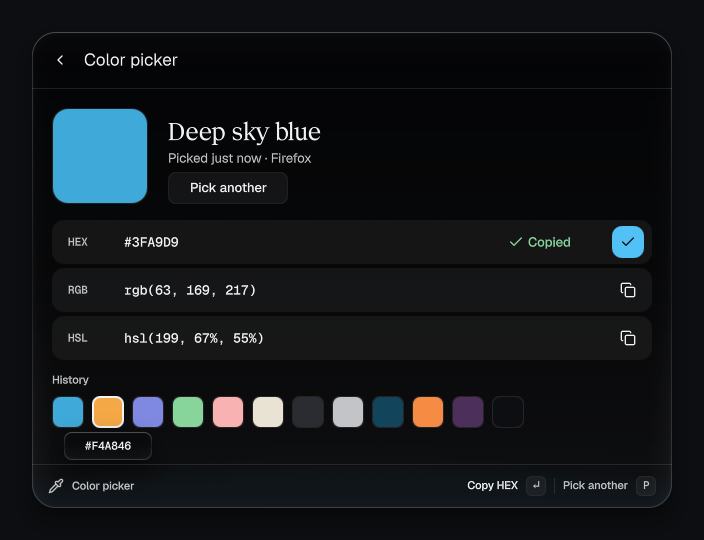 Color picker
Deep sky blue
Picked just now · Firefox
Pick another
HEX #3FA9D9 Copied
RGB rgb(63, 169, 217)
HSL hsl(199, 67%, 55%)
History
#F4A846
Color picker Copy HEX ↵ Pick another P